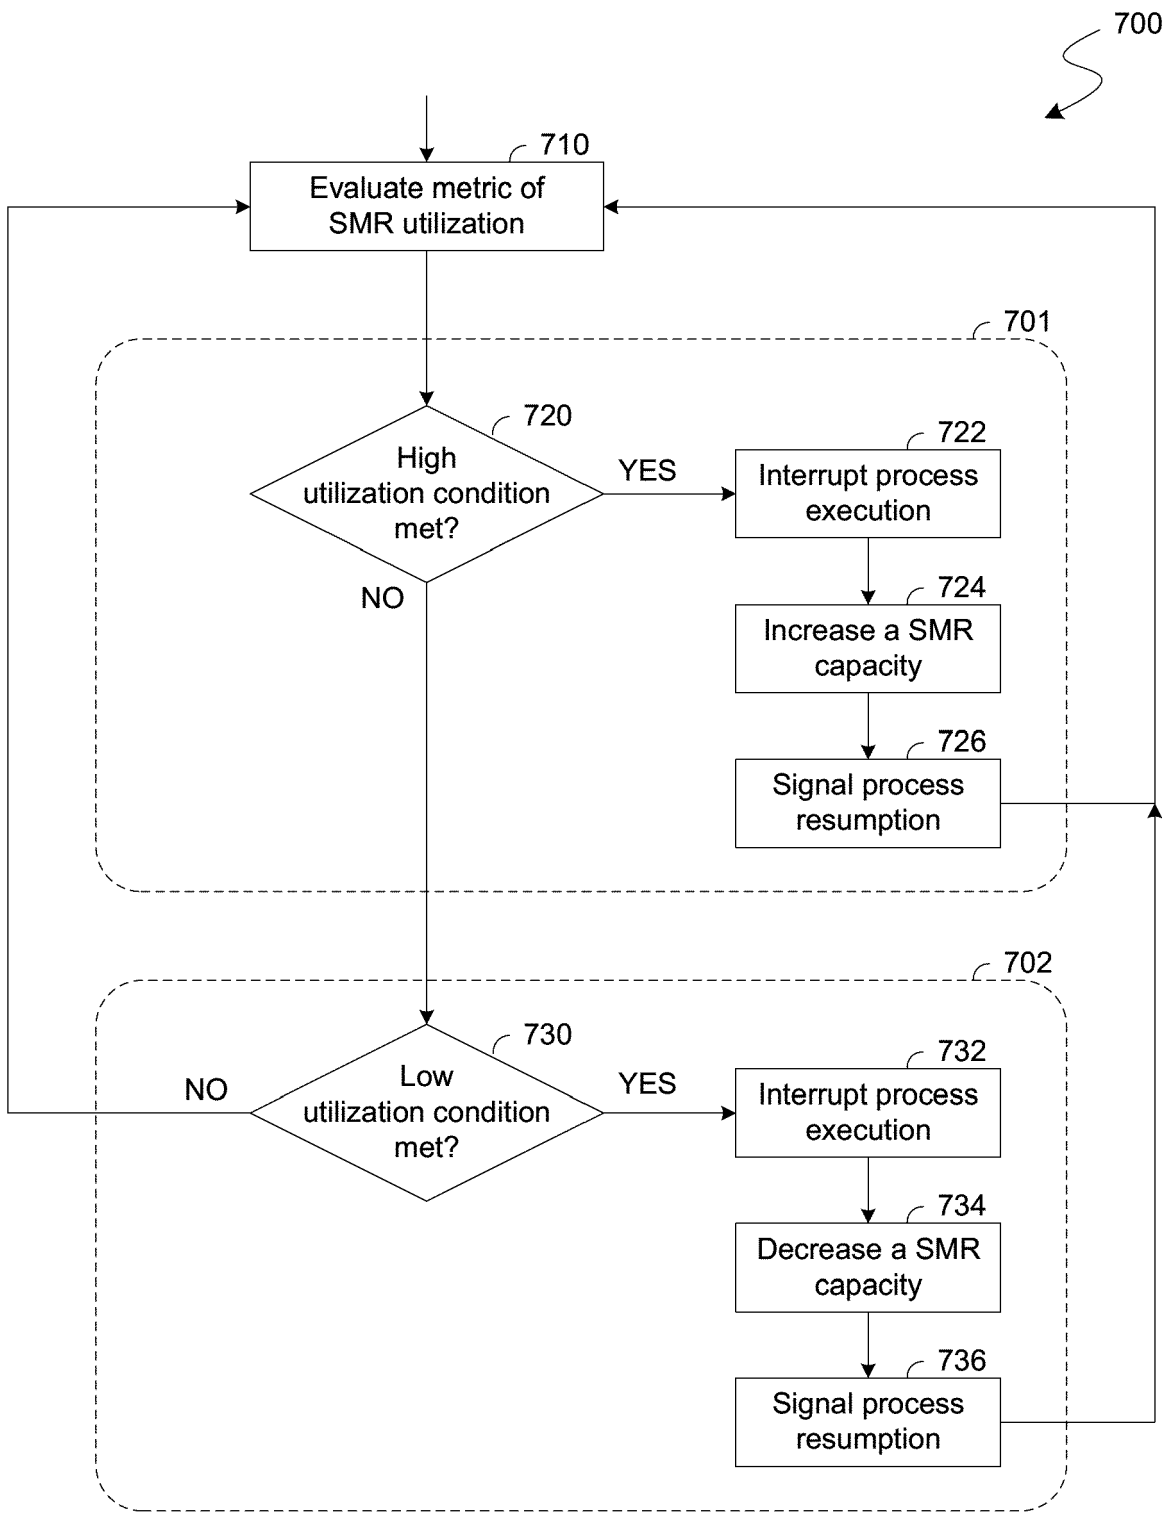 700
710
Evaluate metric of
SMR utilization
701
720
High
utilization condition
met?
YES
NO
722
Interrupt process
execution
724
Increase a SMR
capacity
726
Signal process
resumption
702
730
Low
utilization condition
met?
NO
YES
732
Interrupt process
execution
734
Decrease a SMR
capacity
736
Signal process
resumption